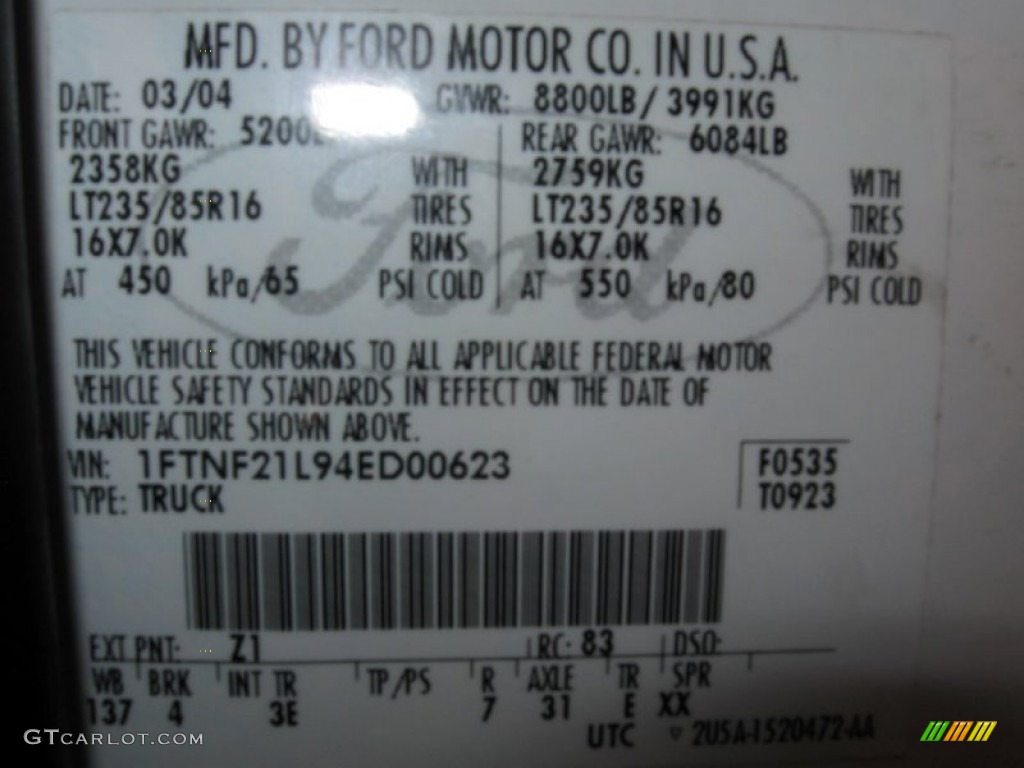 MFD. BY FORD MOTOR CO. IN U.S.A.
DATE: 03/04 GVWR: 8800LB / 3991KG
FRONT GAWR: 5200L REAR GAWR: 6084LB
2358KG WITH 2759KG WITH
LT235/85R16 TIRES LT235/85R16 TIRES
16X7.0K RIMS 16X7.0K RIMS
AT 450 kPa/65 PSI COLD AT 550 kPa/80 PSI COLD
Ford
THIS VEHICLE CONFORMS TO ALL APPLICABLE FEDERAL MOTOR
VEHICLE SAFETY STANDARDS IN EFFECT ON THE DATE OF
MANUFACTURE SHOWN ABOVE.
VIN: 1FTNF21L94ED00623 F0535
TYPE: TRUCK T0923
EXT PNT: Z1 RC: 83 DSO:
WB BRK INT TR TP/PS R AXLE TR SPR
137 4 3E 7 31 E XX
UTC ▽ 2U5A-1520472-AA
GTCARLOT.COM